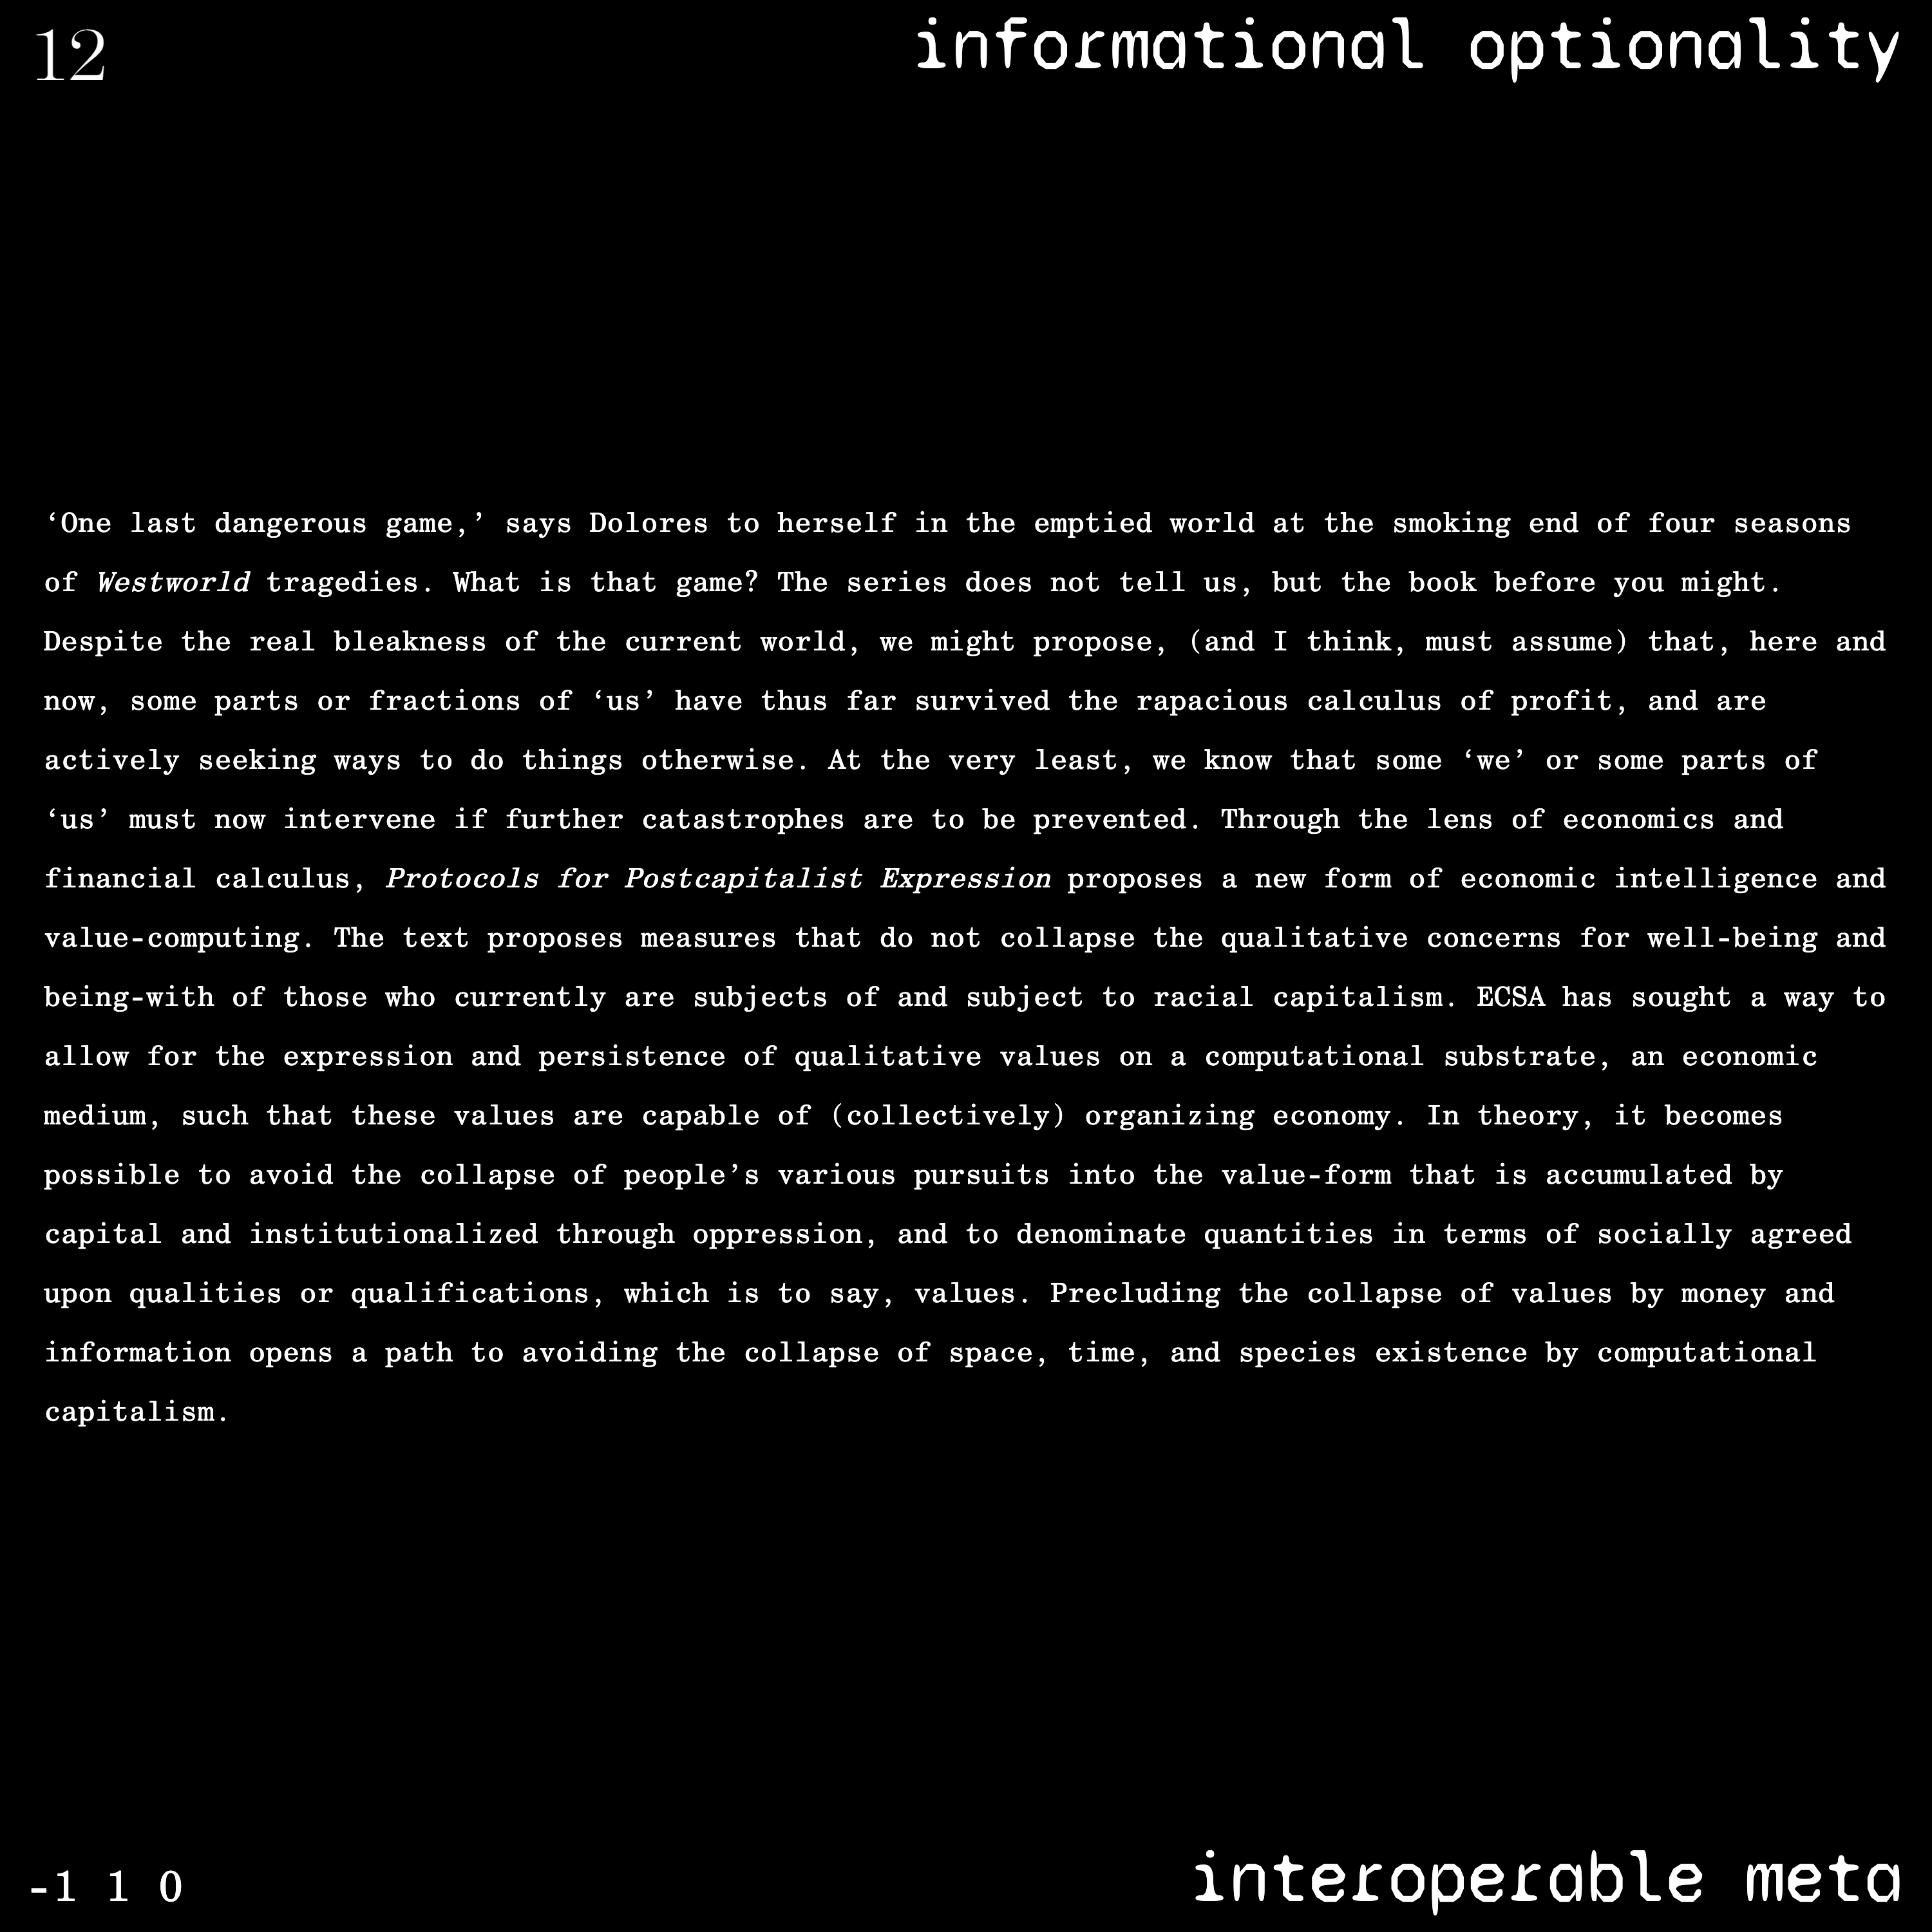 12
informational optionality
‘One last dangerous game,’ says Dolores to herself in the emptied world at the smoking end of four seasons
of Westworld tragedies. What is that game? The series does not tell us, but the book before you might.
Despite the real bleakness of the current world, we might propose, (and I think, must assume) that, here and
now, some parts or fractions of ‘us’ have thus far survived the rapacious calculus of profit, and are
actively seeking ways to do things otherwise. At the very least, we know that some ‘we’ or some parts of
‘us’ must now intervene if further catastrophes are to be prevented. Through the lens of economics and
financial calculus, Protocols for Postcapitalist Expression proposes a new form of economic intelligence and
value-computing. The text proposes measures that do not collapse the qualitative concerns for well-being and
being-with of those who currently are subjects of and subject to racial capitalism. ECSA has sought a way to
allow for the expression and persistence of qualitative values on a computational substrate, an economic
medium, such that these values are capable of (collectively) organizing economy. In theory, it becomes
possible to avoid the collapse of people’s various pursuits into the value-form that is accumulated by
capital and institutionalized through oppression, and to denominate quantities in terms of socially agreed
upon qualities or qualifications, which is to say, values. Precluding the collapse of values by money and
information opens a path to avoiding the collapse of space, time, and species existence by computational
capitalism.
-1 1 0
interoperable meta